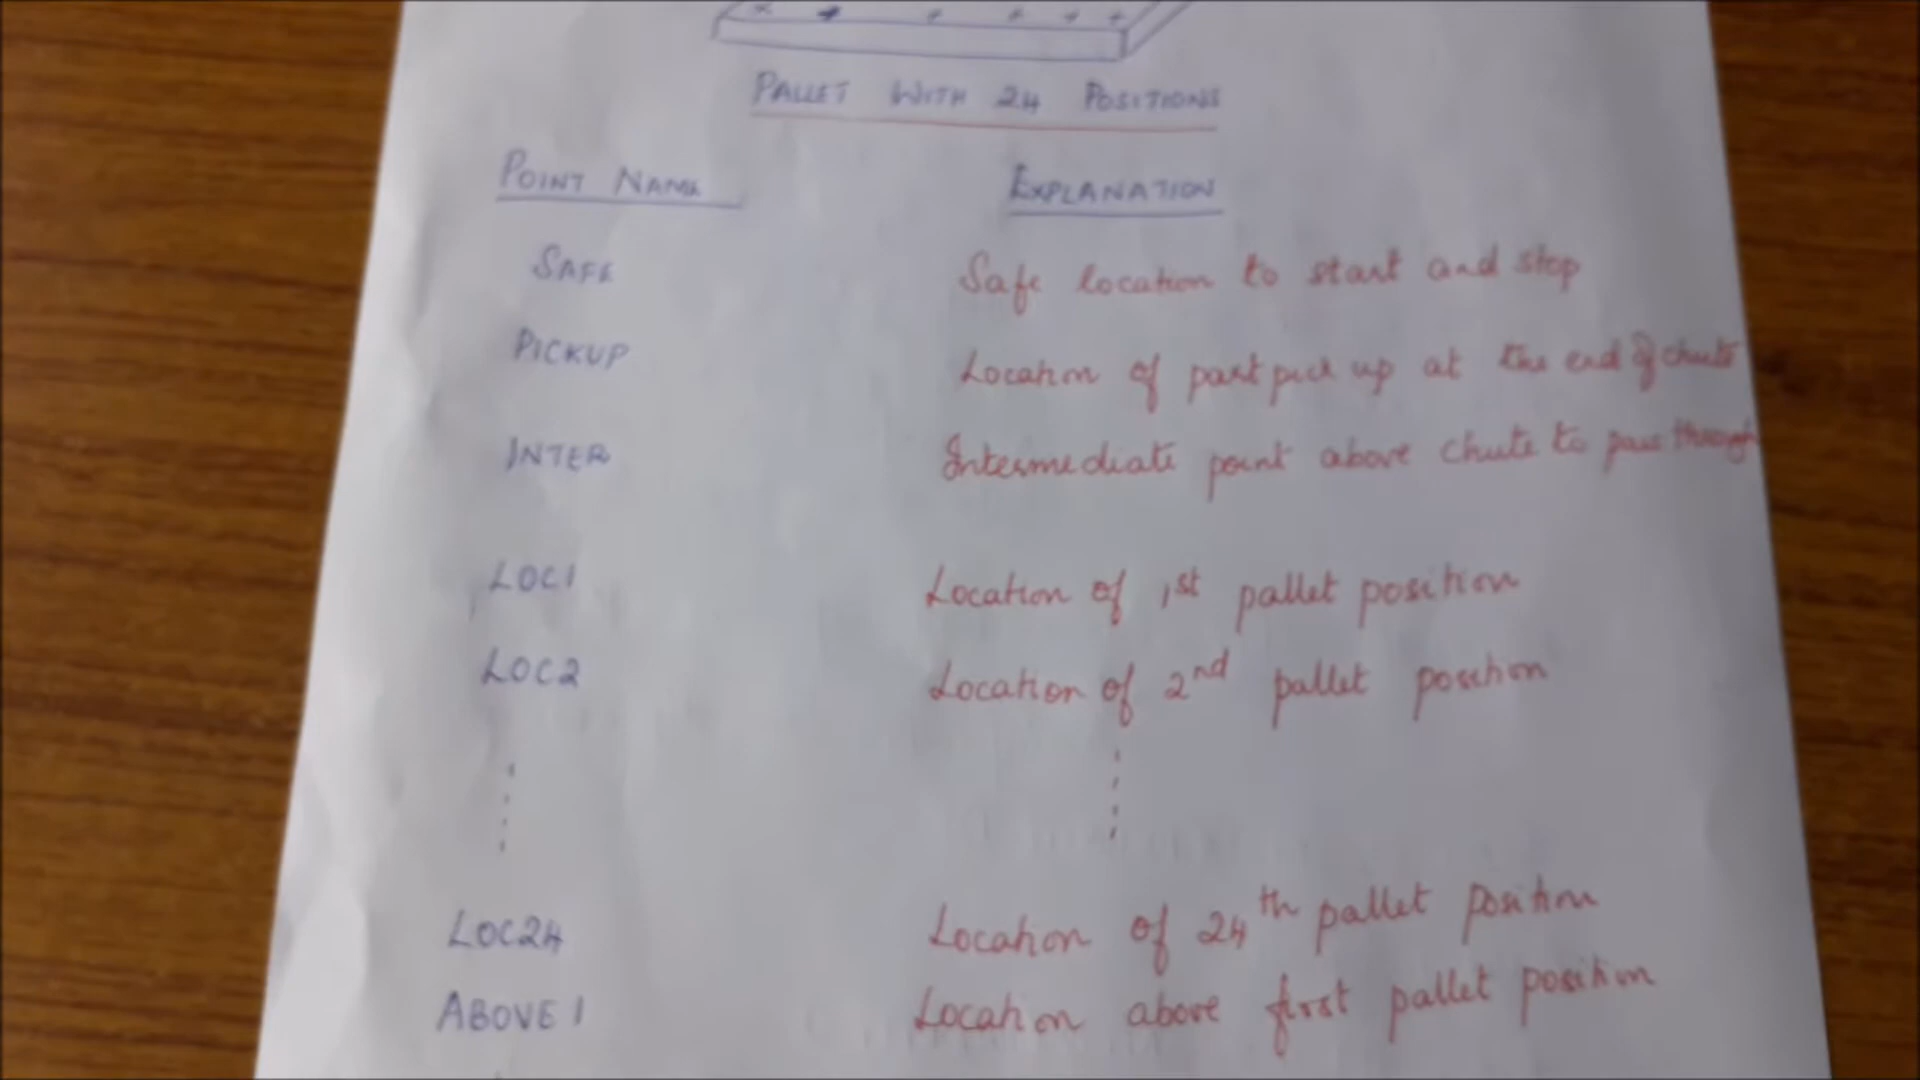 PALLET WITH 24 POSITIONS
POINT NAME EXPLANATION
SAFE Safe location to start and stop
PICKUP Location of part pick up at the end of chute
INTER Intermediate point above chute to pass through
LOC1 Location of 1st pallet position
LOC2 Location of 2nd pallet position
LOC24 Location of 24th pallet position
ABOVE 1 Location above first pallet position